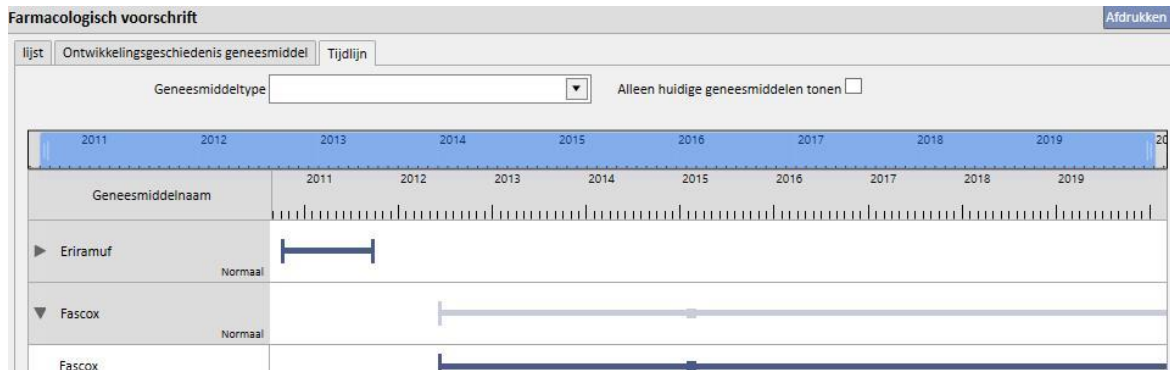 Farmacologisch voorschrift Afdrukken
lijst Ontwikkelingsgeschiedenis geneesmiddel Tijdlijn
Geneesmiddeltype Alleen huidige geneesmiddelen tonen
2011 2012 2013 2014 2015 2016 2017 2018 2019 20
Geneesmiddelnaam 2011 2012 2013 2014 2015 2016 2017 2018 2019
Eriramuf
Normaal
Fascox
Normaal
Fascox